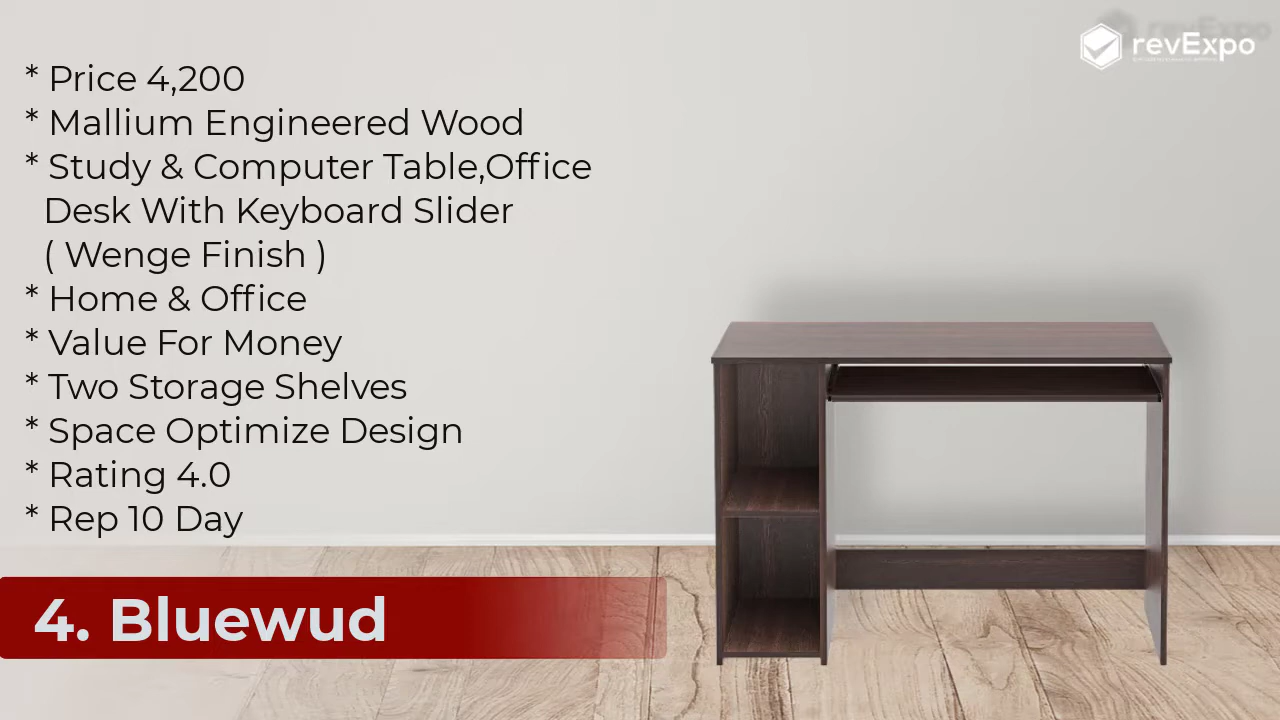 revExpo
* Price 4,200
* Mallium Engineered Wood
* Study & Computer Table,Office
Desk With Keyboard Slider
( Wenge Finish )
* Home & Office
* Value For Money
* Two Storage Shelves
* Space Optimize Design
* Rating 4.0
* Rep 10 Day
4. Bluewud